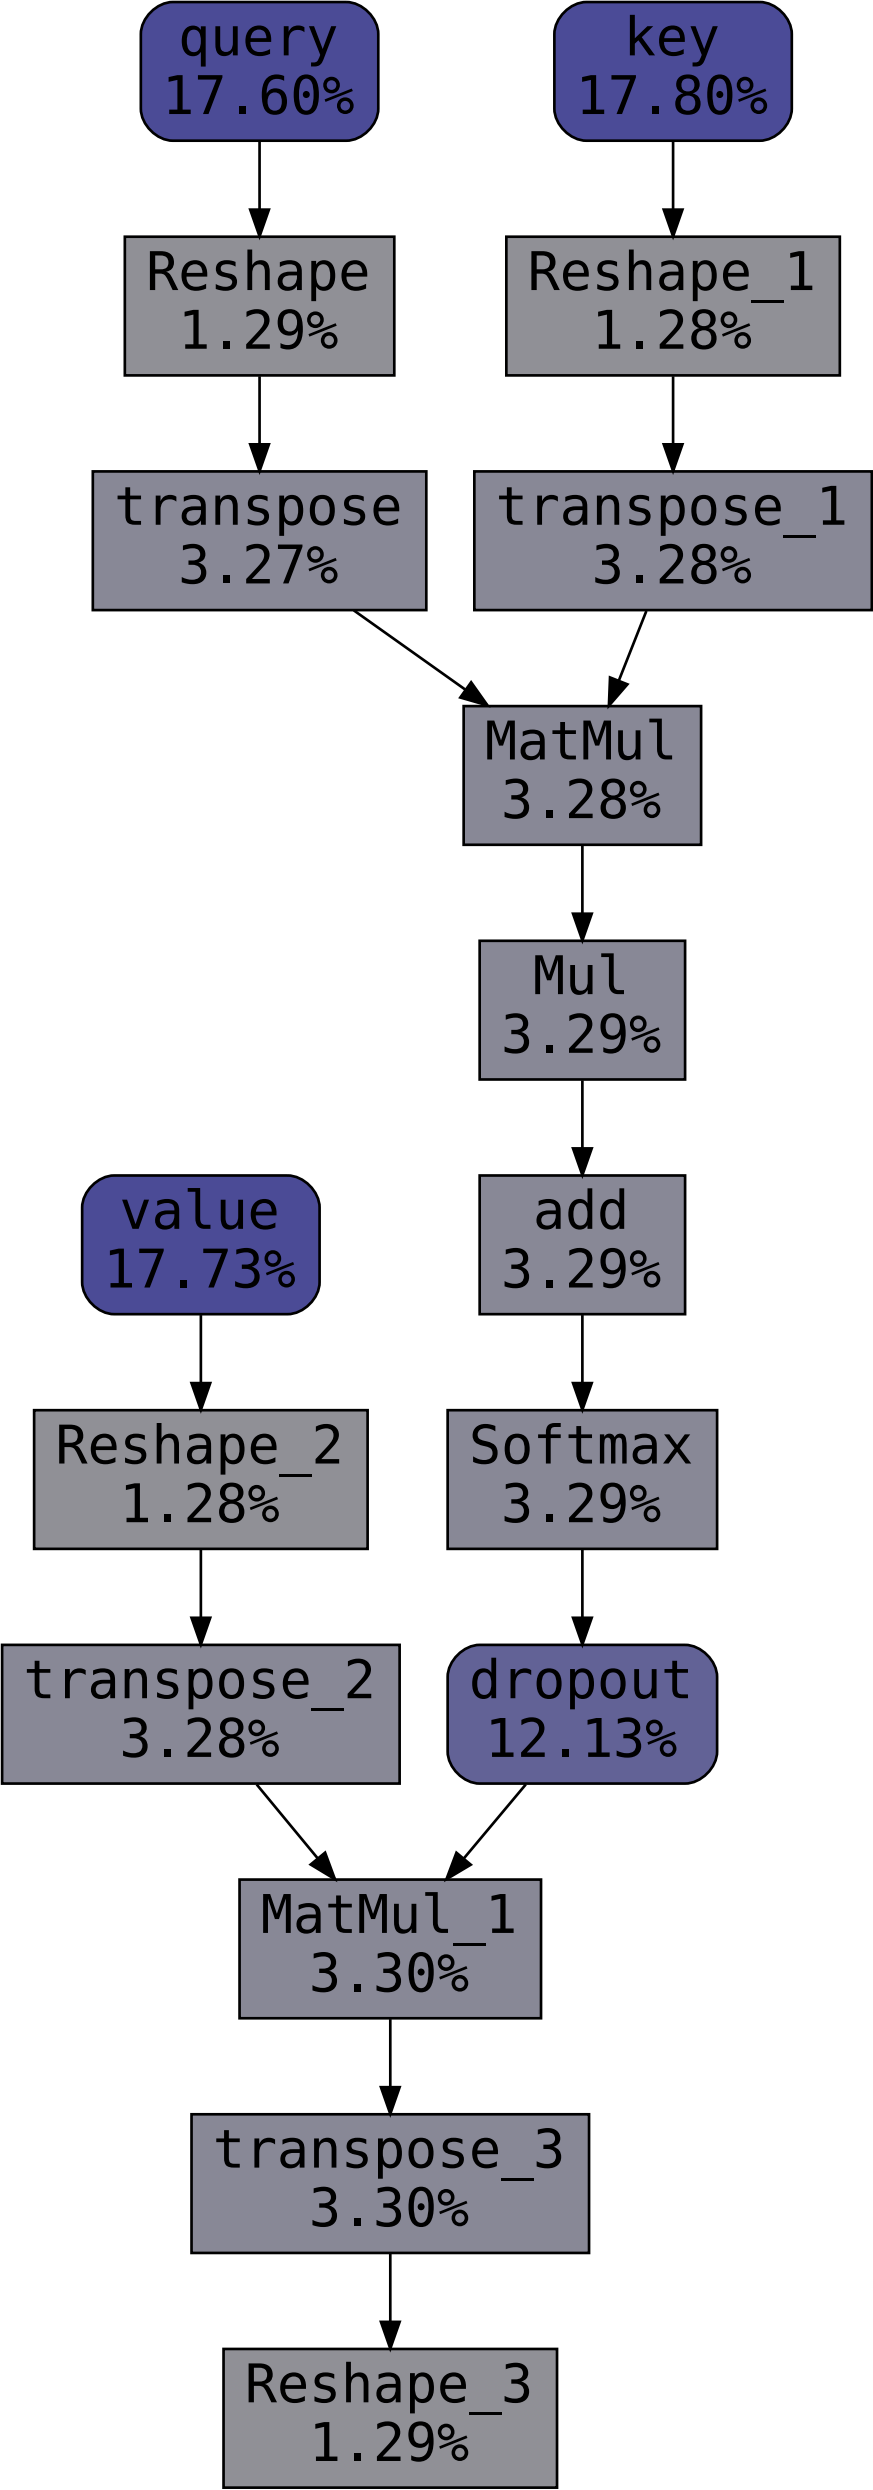 query
17.60%
key
17.80%
Reshape
1.29%
Reshape_1
1.28%
transpose
3.27%
transpose_1
3.28%
MatMul
3.28%
Mul
3.29%
add
3.29%
value
17.73%
Reshape_2
1.28%
Softmax
3.29%
transpose_2
3.28%
dropout
12.13%
MatMul_1
3.30%
transpose_3
3.30%
Reshape_3
1.29%